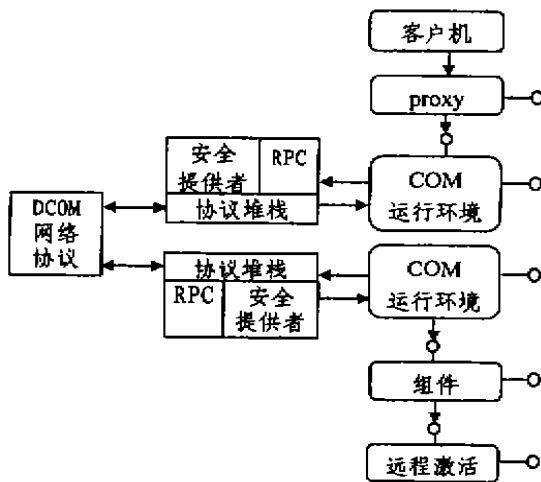 客户机
proxy
安全
提供者
RPC
协议堆栈
COM
运行环境
DCOM
网络
协议
协议堆栈
RPC
安全
提供者
COM
运行环境
组件
远程激活